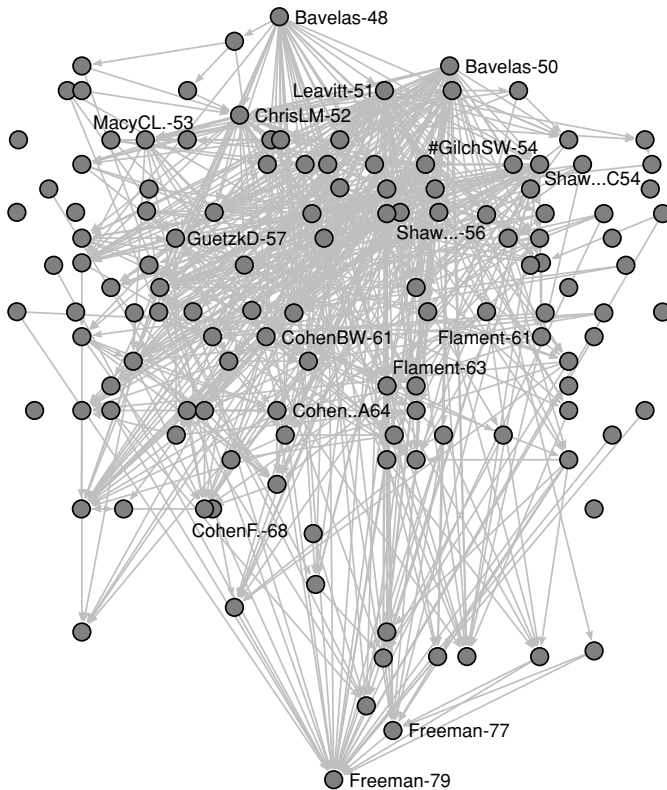 Bavelas-48
Bavelas-50
Leavitt-51
ChrisLM-52
MacyCL.-53
#GilchSW-54
Shaw...C54
Shaw...-56
GuetzkD-57
CohenBW-61
Flament-61
Flament-63
Cohen..A64
CohenF.-68
Freeman-77
Freeman-79